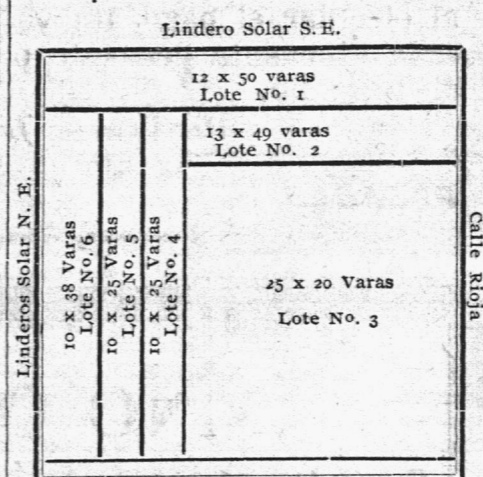 Lindero Solar S. E.
12 x 50 varas
Lote No. 1
13 x 49 varas
Lote No. 2
Linderos Solar N. E.
10 x 38 Varas
Lote No. 6
10 x 25 Varas
Lote No. 5
10 x 25 Varas
Lote No. 4
25 x 20 Varas
Lote No. 3
Calle Rioja